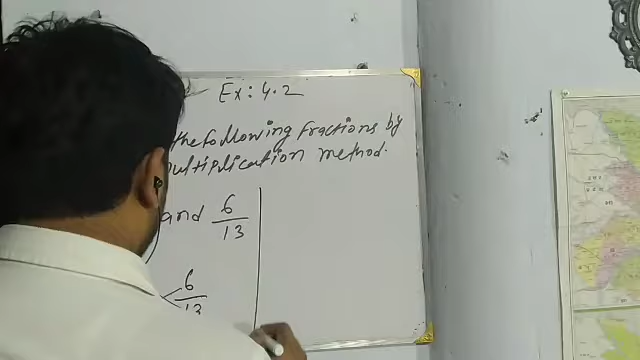 Ex: 4.2
the following fractions by
multiplication method.
and 6/13
6/13